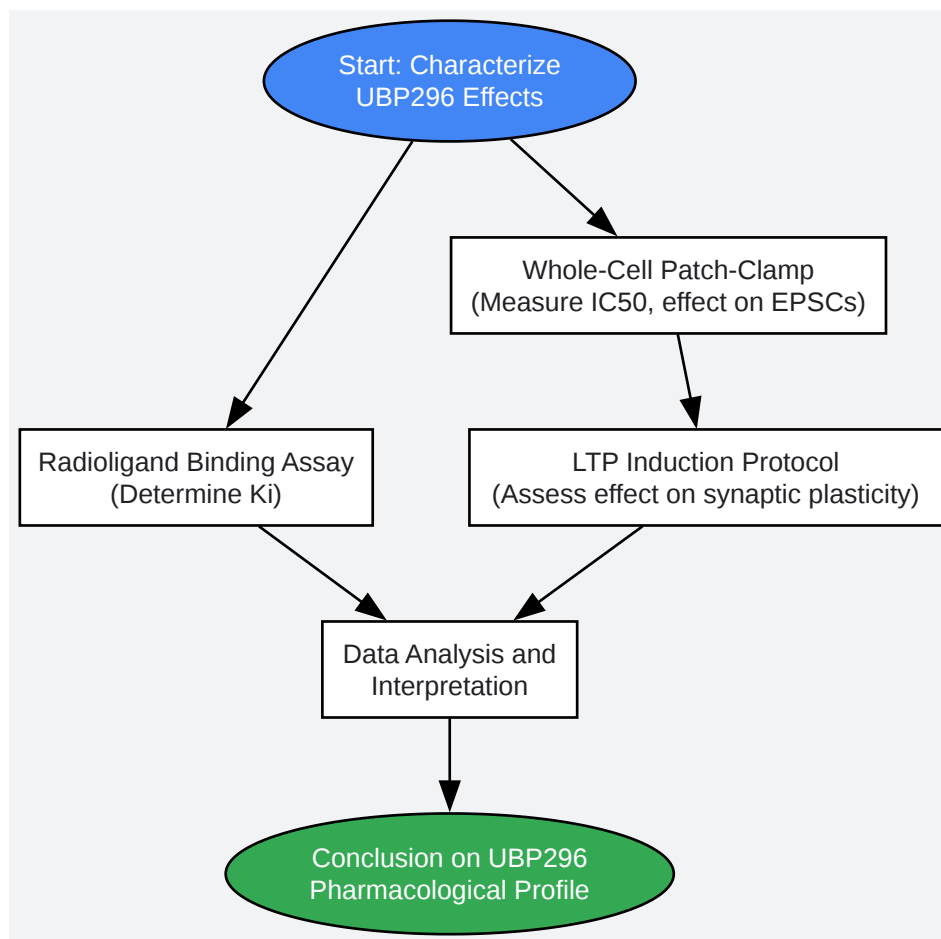 Start: Characterize
UBP296 Effects
Whole-Cell Patch-Clamp
(Measure IC50, effect on EPSCs)
Radioligand Binding Assay
(Determine Ki)
LTP Induction Protocol
(Assess effect on synaptic plasticity)
Data Analysis and
Interpretation
Conclusion on UBP296
Pharmacological Profile